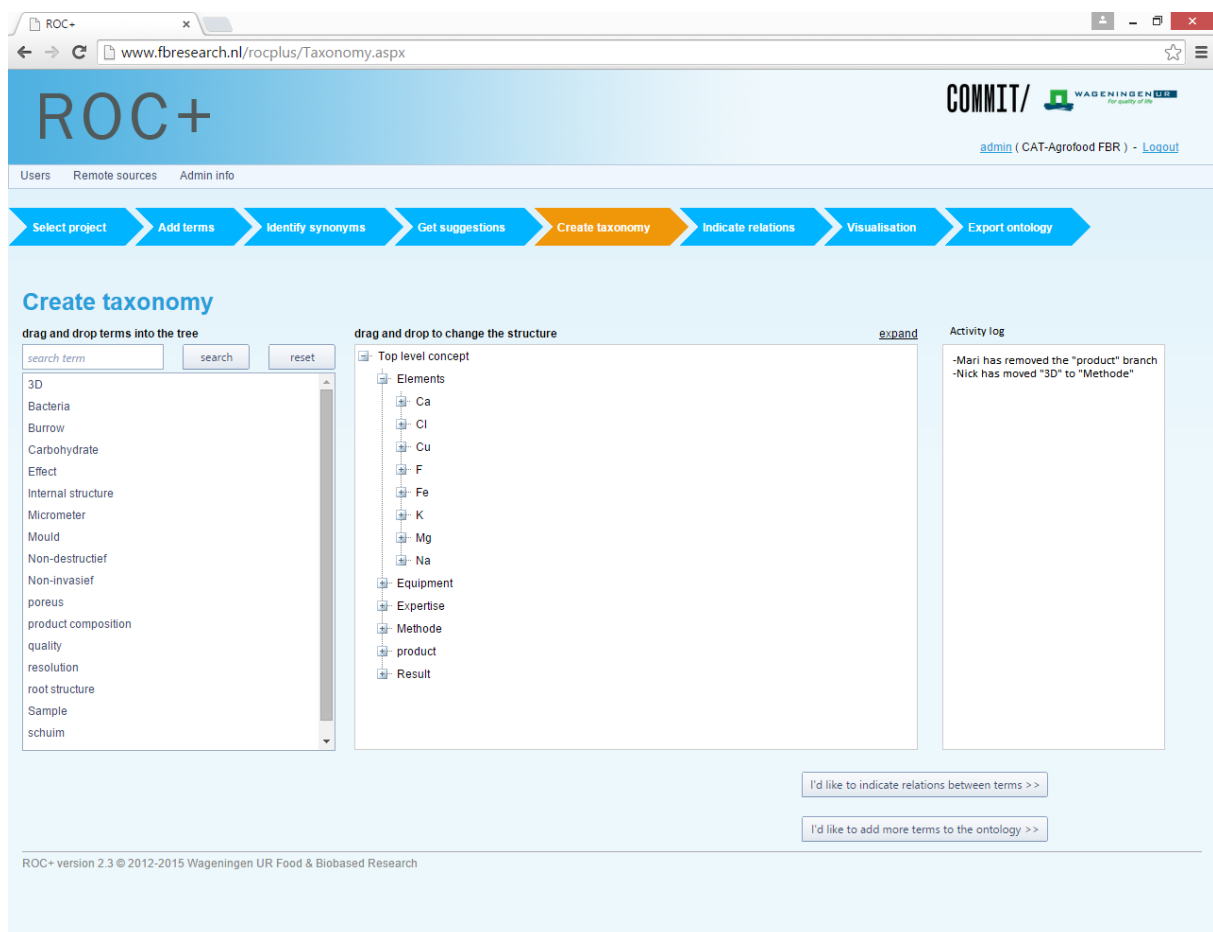 ROC+
www.fbresearch.nl/rocplus/Taxonomy.aspx
ROC+
COMMIT/
WAGENINGEN UR
For quality of life
admin ( CAT-Agrofood FBR ) - Logout
Users Remote sources Admin info
Select project Add terms Identify synonyms Get suggestions Create taxonomy Indicate relations Visualisation Export ontology
Create taxonomy
drag and drop terms into the tree
search term search reset
3D
Bacteria
Burrow
Carbohydrate
Effect
Internal structure
Micrometer
Mould
Non-destructief
Non-invasief
poreus
product composition
quality
resolution
root structure
Sample
schuim
drag and drop to change the structure expand
Top level concept
Elements
Ca
Cl
Cu
F
Fe
K
Mg
Na
Equipment
Expertise
Methode
product
Result
Activity log
-Mari has removed the "product" branch
-Nick has moved "3D" to "Methode"
I'd like to indicate relations between terms >>
I'd like to add more terms to the ontology >>
ROC+ version 2.3 © 2012-2015 Wageningen UR Food & Biobased Research